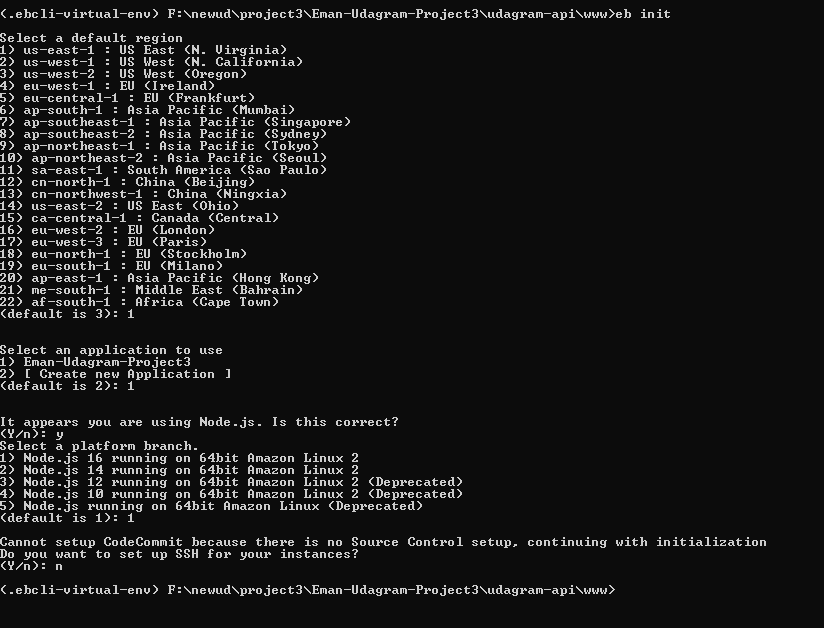 (.ebcli-virtual-env) F:\newud\project3\Eman-Udagram-Project3\udagram-api\www>eb init
Select a default region
1) us-east-1 : US East (N. Virginia)
2) us-west-1 : US West (N. California)
3) us-west-2 : US West (Oregon)
4) eu-west-1 : EU (Ireland)
5) eu-central-1 : EU (Frankfurt)
6) ap-south-1 : Asia Pacific (Mumbai)
7) ap-southeast-1 : Asia Pacific (Singapore)
8) ap-southeast-2 : Asia Pacific (Sydney)
9) ap-northeast-1 : Asia Pacific (Tokyo)
10) ap-northeast-2 : Asia Pacific (Seoul)
11) sa-east-1 : South America (Sao Paulo)
12) cn-north-1 : China (Beijing)
13) cn-northwest-1 : China (Ningxia)
14) us-east-2 : US East (Ohio)
15) ca-central-1 : Canada (Central)
16) eu-west-2 : EU (London)
17) eu-west-3 : EU (Paris)
18) eu-north-1 : EU (Stockholm)
19) eu-south-1 : EU (Milano)
20) ap-east-1 : Asia Pacific (Hong Kong)
21) me-south-1 : Middle East (Bahrain)
22) af-south-1 : Africa (Cape Town)
(default is 3): 1
Select an application to use
1) Eman-Udagram-Project3
2) [ Create new Application ]
(default is 2): 1
It appears you are using Node.js. Is this correct?
(Y/n): y
Select a platform branch.
1) Node.js 16 running on 64bit Amazon Linux 2
2) Node.js 14 running on 64bit Amazon Linux 2
3) Node.js 12 running on 64bit Amazon Linux 2 (Deprecated)
4) Node.js 10 running on 64bit Amazon Linux 2 (Deprecated)
5) Node.js running on 64bit Amazon Linux (Deprecated)
(default is 1): 1
Cannot setup CodeCommit because there is no Source Control setup, continuing with initialization
Do you want to set up SSH for your instances?
(Y/n): n
(.ebcli-virtual-env) F:\newud\project3\Eman-Udagram-Project3\udagram-api\www>